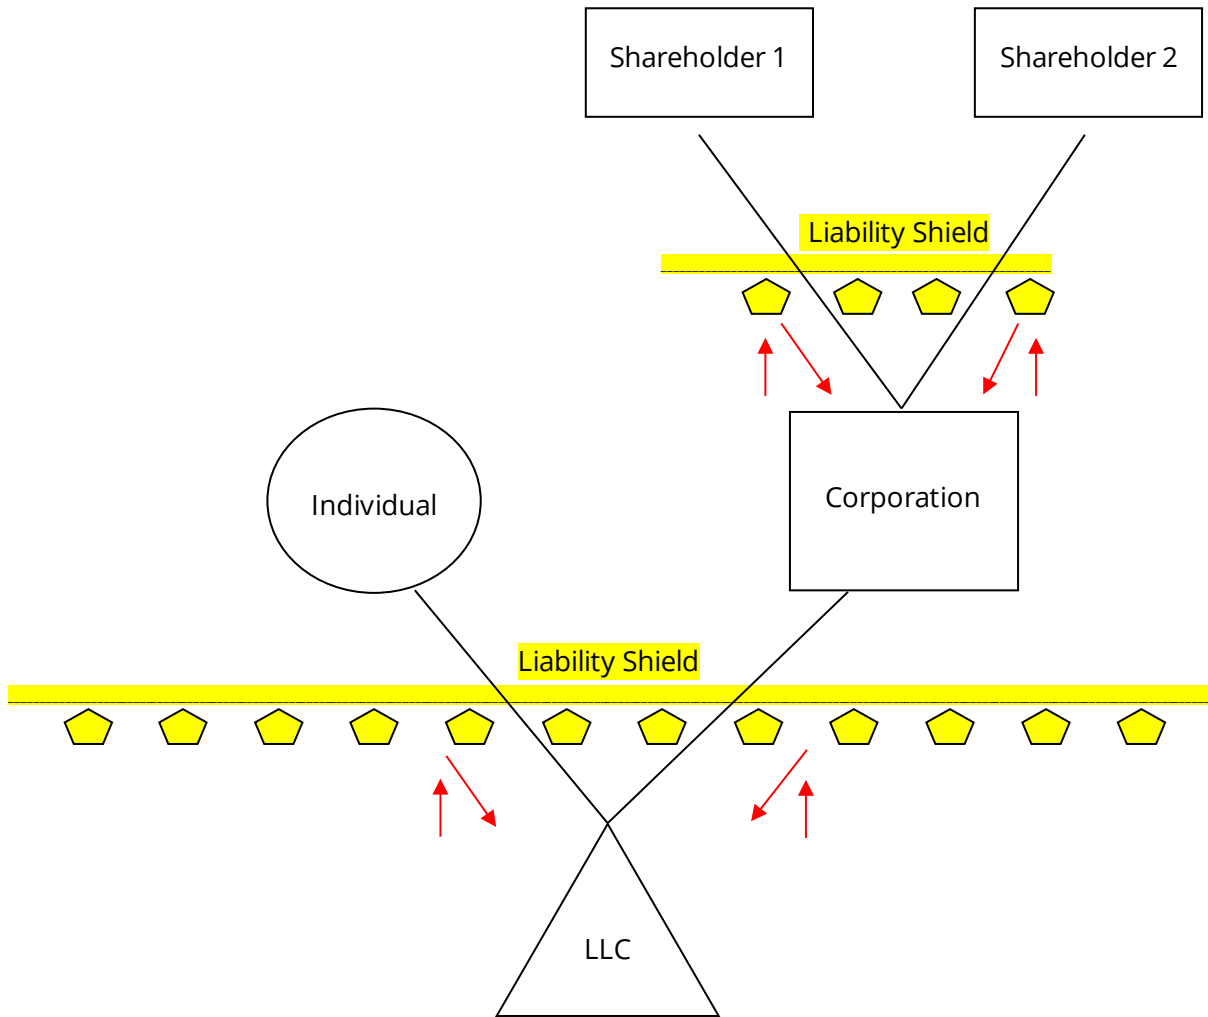 Shareholder 1
Shareholder 2
Liability Shield
Individual
Corporation
Liability Shield
LLC